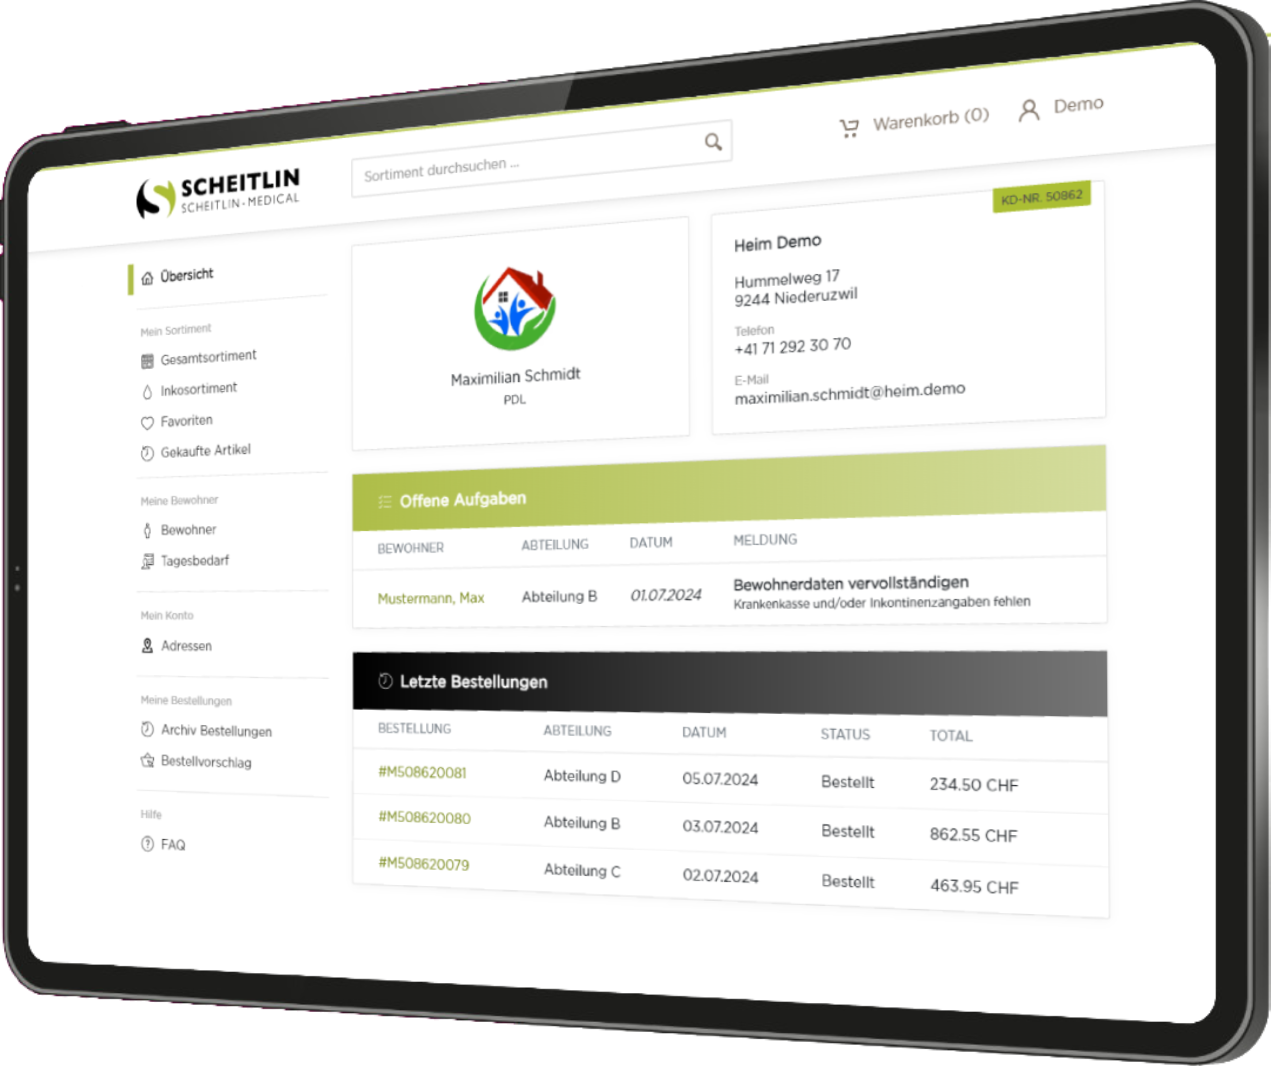 SCHEITLIN
SCHEITLIN-MEDICAL
Sortiment durchsuchen ...
Warenkorb (0)
Demo
Übersicht
Mein Sortiment
Gesamtsortiment
Inkosortiment
Favoriten
Gekaufte Artikel
Meine Bewohner
Bewohner
Tagesbedarf
Mein Konto
Adressen
Meine Bestellungen
Archiv Bestellungen
Bestellvorschlag
Hilfe
FAQ
Maximilian Schmidt
PDL
KD-NR. 50862
Heim Demo
Hummelweg 17
9244 Niederuzwil
Telefon
+41 71 292 30 70
E-Mail
maximilian.schmidt@heim.demo
Offene Aufgaben
BEWOHNER ABTEILUNG DATUM MELDUNG
Mustermann, Max Abteilung B 01.07.2024 Bewohnerdaten vervollständigen
Krankenkasse und/oder Inkontinenzangaben fehlen
Letzte Bestellungen
BESTELLUNG ABTEILUNG DATUM STATUS TOTAL
#M508620081 Abteilung D 05.07.2024 Bestellt 234.50 CHF
#M508620080 Abteilung B 03.07.2024 Bestellt 862.55 CHF
#M508620079 Abteilung C 02.07.2024 Bestellt 463.95 CHF